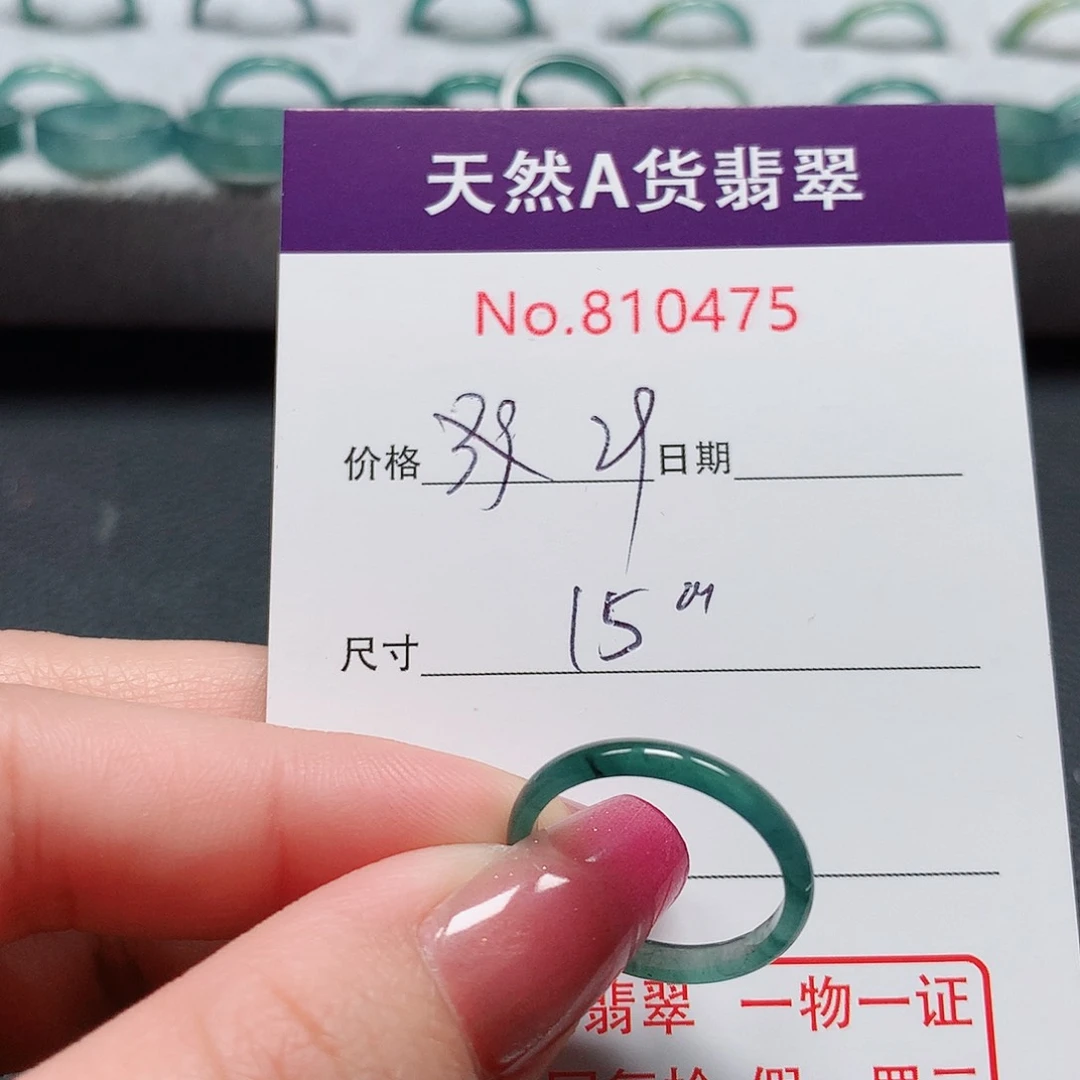 天然A货翡翠
No.810475
价格 日期
尺寸 15
翡翠 一物一证